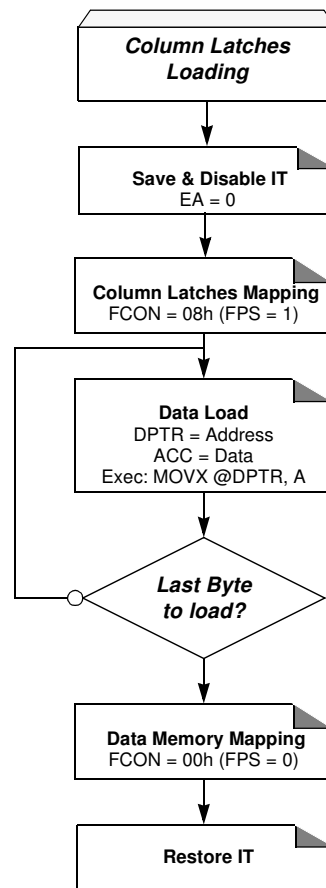 Column Latches
Loading
Save & Disable IT
EA = 0
Column Latches Mapping
FCON = 08h (FPS = 1)
Data Load
DPTR = Address
ACC = Data
Exec: MOVX @DPTR, A
Last Byte
to load?
Data Memory Mapping
FCON = 00h (FPS = 0)
Restore IT